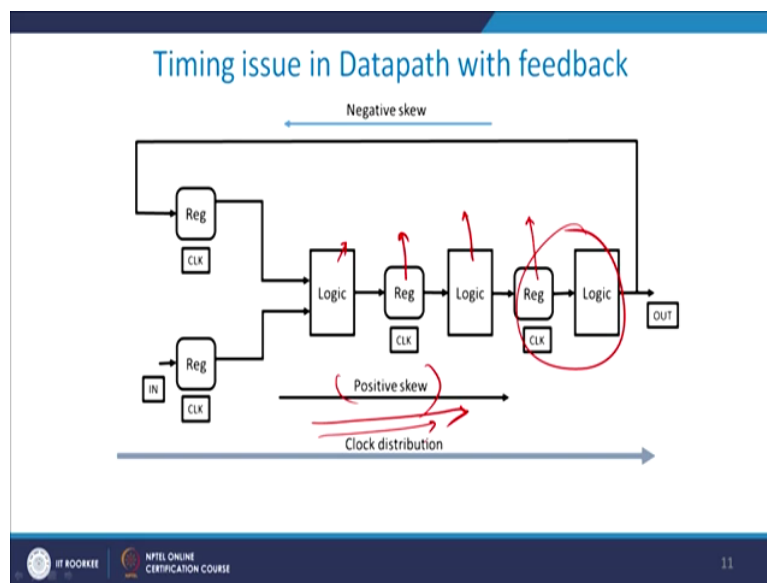 Timing issue in Datapath with feedback
Negative skew
Reg
CLK
Logic
Reg
CLK
Logic
Reg
CLK
Logic
OUT
IN
Reg
CLK
Positive skew
Clock distribution
IIT ROORKEE
NPTEL ONLINE
CERTIFICATION COURSE
11